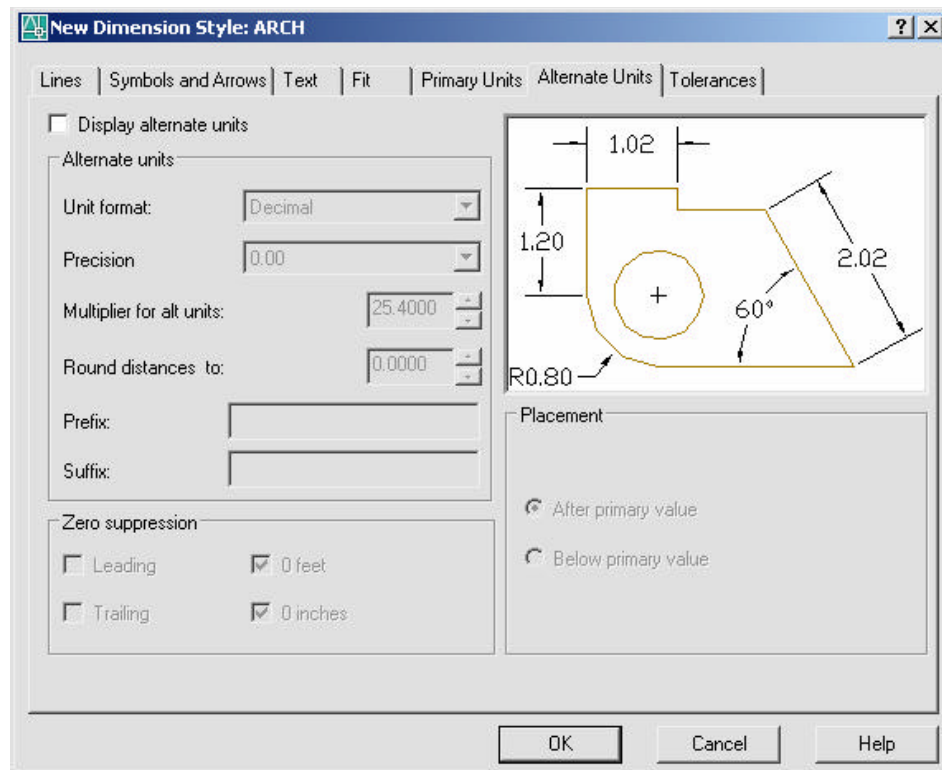 New Dimension Style: ARCH
Lines Symbols and Arrows Text Fit Primary Units Alternate Units Tolerances
Display alternate units
Alternate units
Unit format: Decimal
Precision 0.00
Multiplier for alt units: 25.4000
Round distances to: 0.0000
Prefix:
Suffix:
Zero suppression
Leading 0 feet
Trailing 0 inches
1.02
1.20
2.02
60°
R0.80
Placement
After primary value
Below primary value
OK Cancel Help